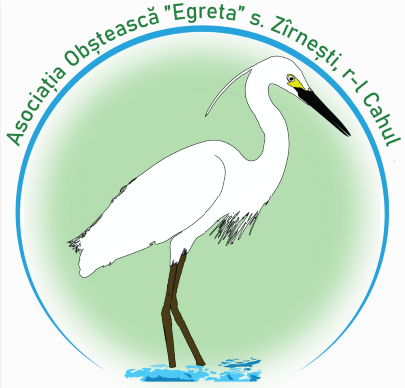 Asociația Obștească "Egreta" s. Zîrnești, r-l Cahul